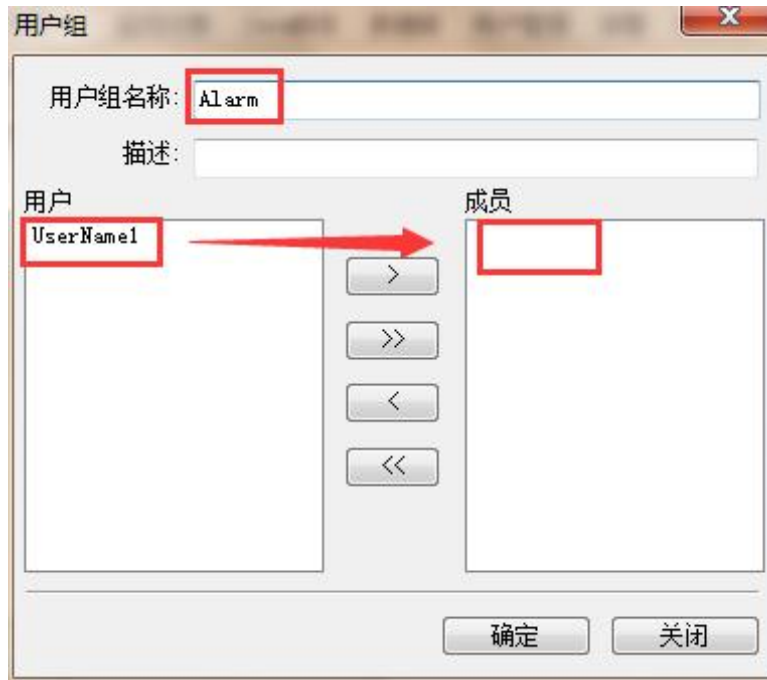 用户组
用户组名称: Alarm
描述:
用户
成员
UserName1
>
>>
<
<<
确定
关闭